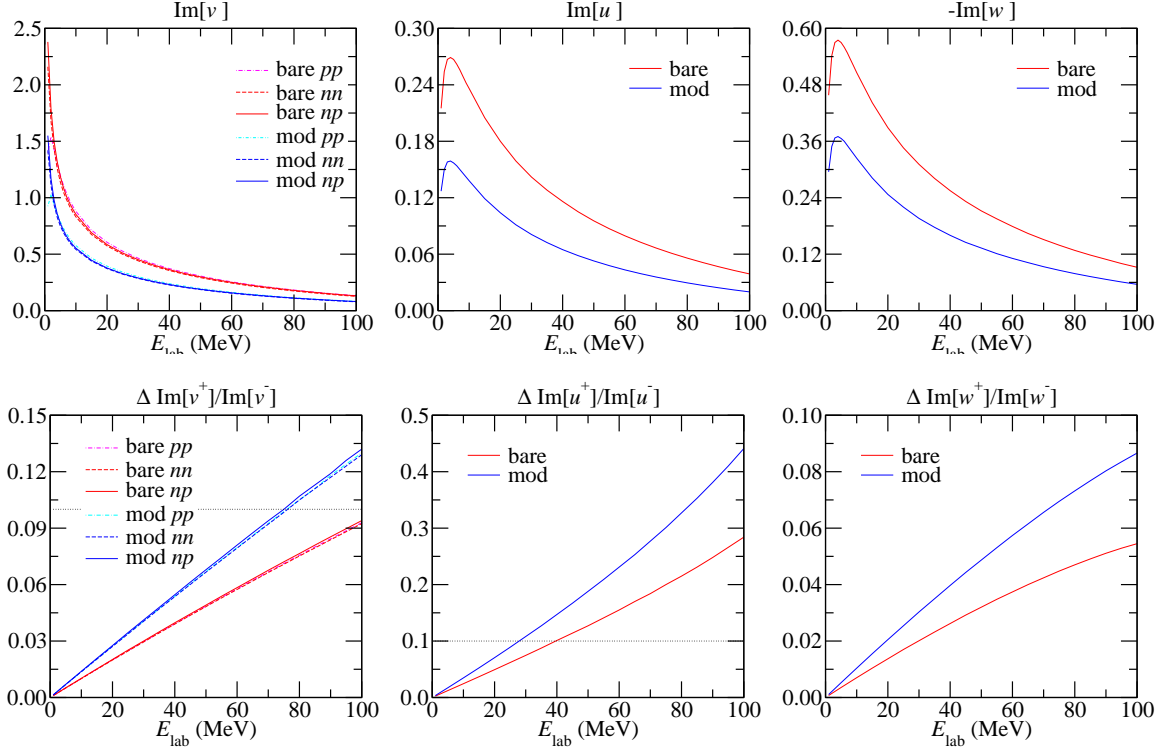 Im[v ]
2.5
2.0
1.5
1.0
0.5
0.0
bare pp
bare nn
bare np
mod pp
mod nn
mod np
0 20 40 60 80 100
E_lab (MeV)
Im[u ]
0.30
0.24
0.18
0.12
0.06
0.00
bare
mod
0 20 40 60 80 100
E_lab (MeV)
-Im[w ]
0.60
0.48
0.36
0.24
0.12
0.00
bare
mod
0 20 40 60 80 100
E_lab (MeV)
Δ Im[v⁺]/Im[v⁻]
0.15
0.12
0.09
0.06
0.03
0.00
bare pp
bare nn
bare np
mod pp
mod nn
mod np
0 20 40 60 80 100
E_lab (MeV)
Δ Im[u⁺]/Im[u⁻]
0.5
0.4
0.3
0.2
0.1
0.0
bare
mod
0 20 40 60 80 100
E_lab (MeV)
Δ Im[w⁺]/Im[w⁻]
0.10
0.08
0.06
0.04
0.02
0.00
bare
mod
0 20 40 60 80 100
E_lab (MeV)